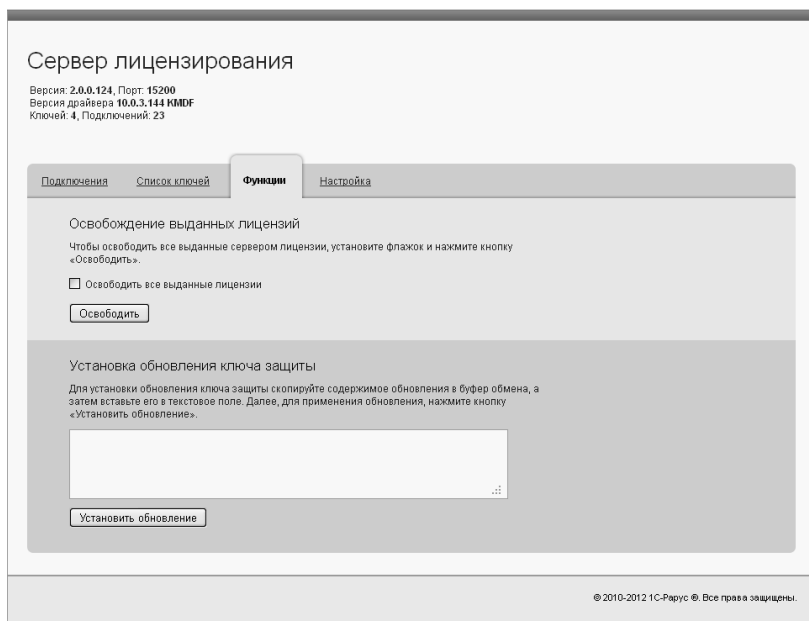 Сервер лицензирования
Версия: 2.0.0.124, Порт: 15200
Версия драйвера 10.0.3.144 KMDF
Ключей: 4, Подключений: 23
Подключения Список ключей Функции Настройка
Освобождение выданных лицензий
Чтобы освободить все выданные сервером лицензии, установите флажок и нажмите кнопку
«Освободить».
Освободить все выданные лицензии
Освободить
Установка обновления ключа защиты
Для установки обновления ключа защиты скопируйте содержимое обновления в буфер обмена, а
затем вставьте его в текстовое поле. Далее, для применения обновления, нажмите кнопку
«Установить обновление».
Установить обновление
© 2010-2012 1С-Рарус ®. Все права защищены.